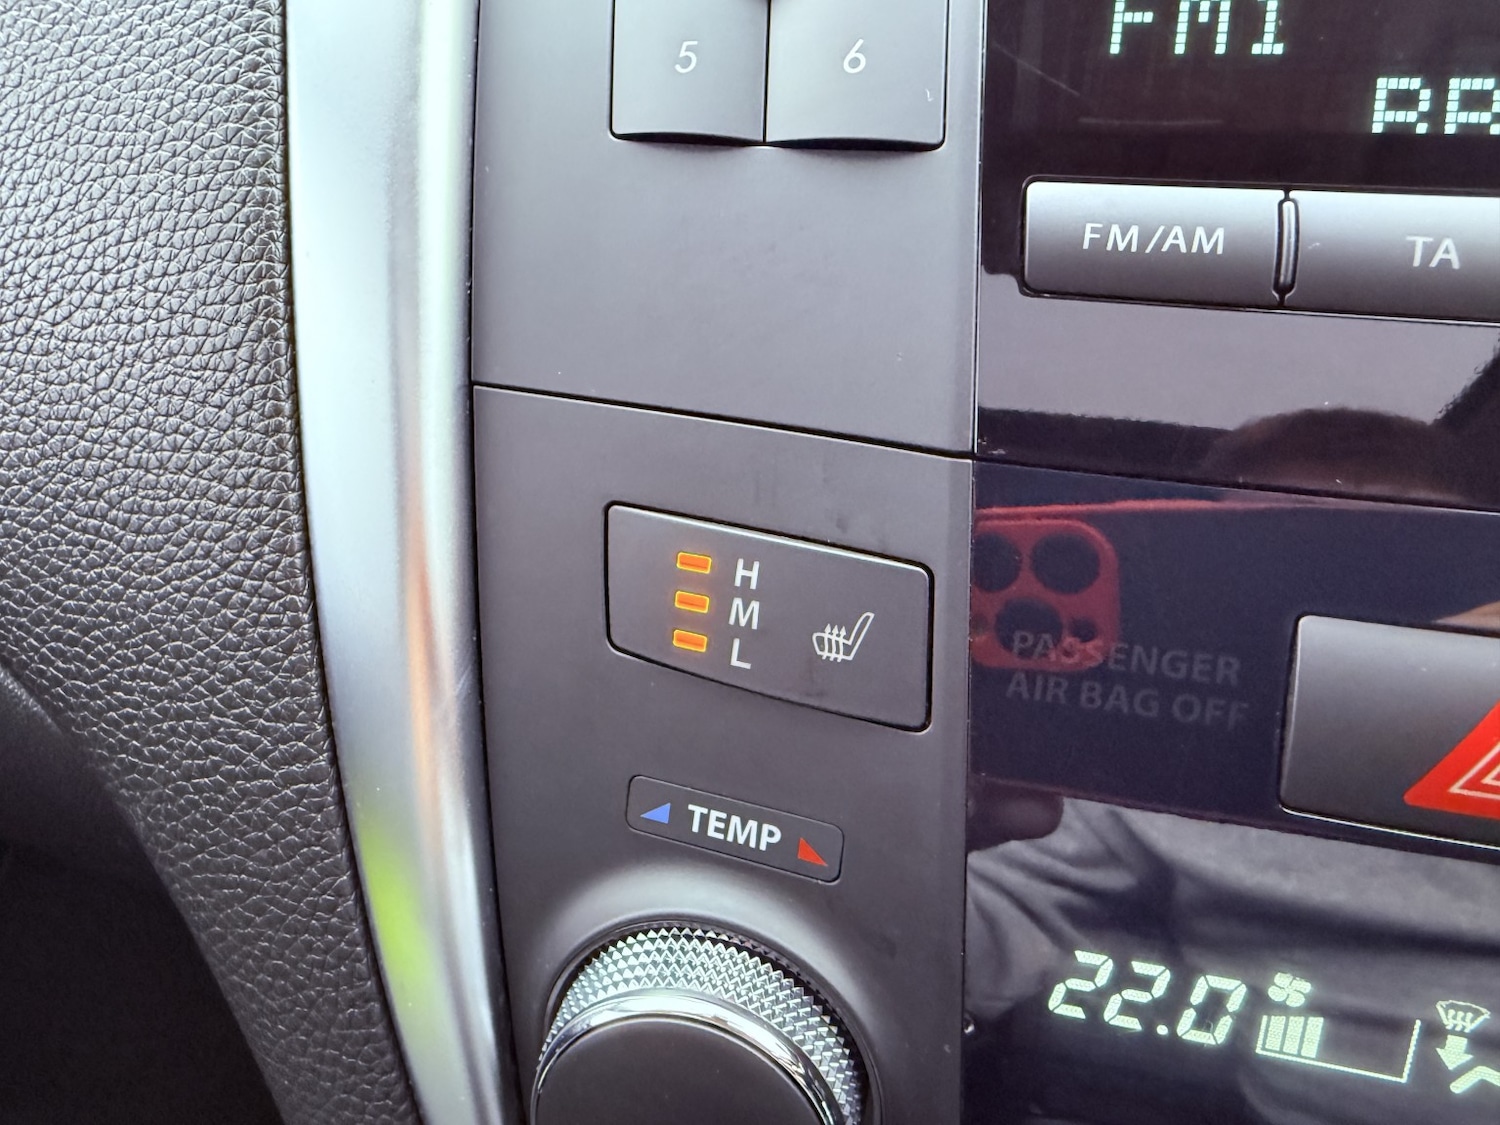 5
6
FM1
FM/AM
TA
H
M
L
PASSENGER
AIR BAG OFF
TEMP
22.0